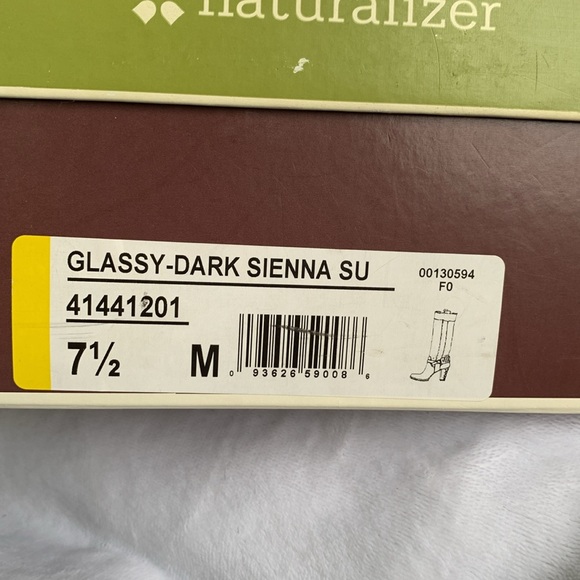 naturalizer
GLASSY-DARK SIENNA SU
00130594
F0
41441201
7½ M
0 93626 59008 6